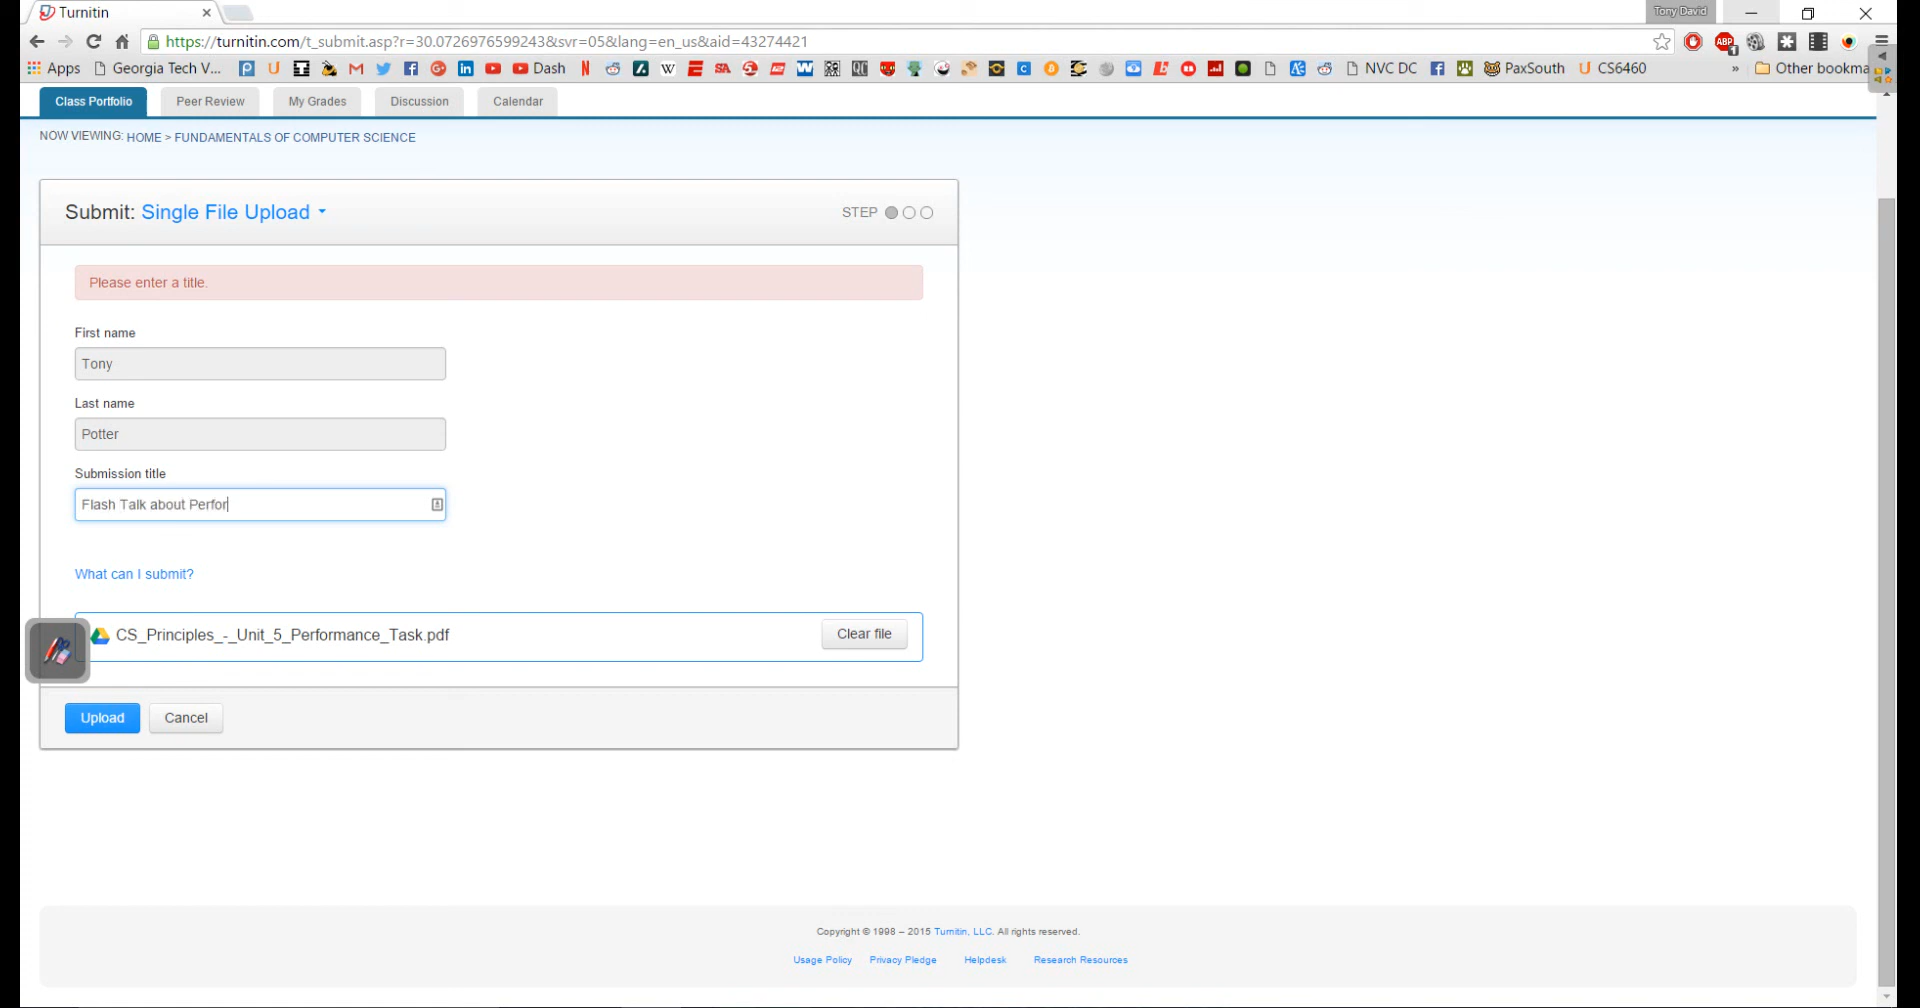 Turnitin
Tony David
https://turnitin.com/t_submit.asp?r=30.0726976599243&svr=05&lang=en_us&aid=43274421
Apps Georgia Tech V... Dash NVC DC PaxSouth CS6460 » Other bookma
Class Portfolio Peer Review My Grades Discussion Calendar
NOW VIEWING: HOME > FUNDAMENTALS OF COMPUTER SCIENCE
Submit: Single File Upload STEP
Please enter a title.
First name
Tony
Last name
Potter
Submission title
Flash Talk about Perfor
What can I submit?
CS_Principles_-_Unit_5_Performance_Task.pdf Clear file
Upload Cancel
Copyright © 1998 – 2015 Turnitin, LLC. All rights reserved.
Usage Policy Privacy Pledge Helpdesk Research Resources